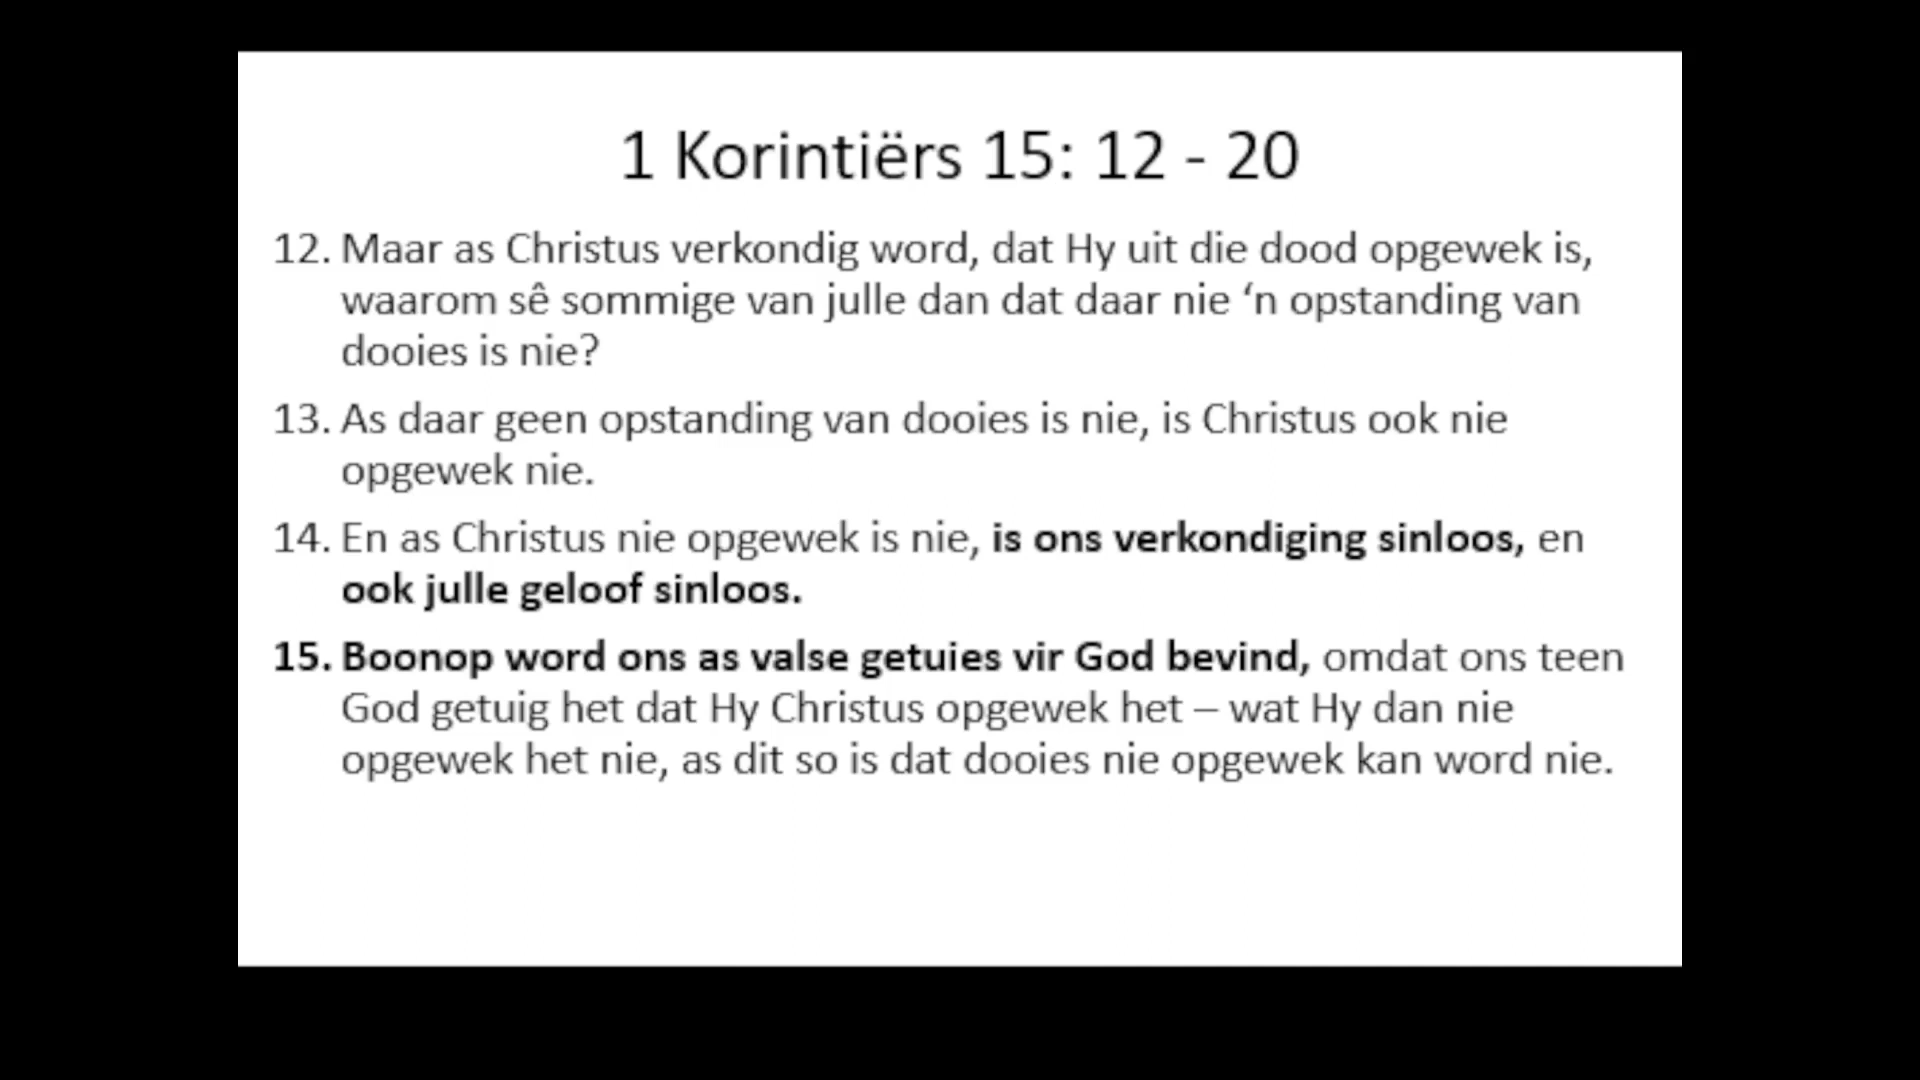 1 Korintiërs 15: 12 - 20
12. Maar as Christus verkondig word, dat Hy uit die dood opgewek is,
waarom sê sommige van julle dan dat daar nie ‘n opstanding van
dooies is nie?
13. As daar geen opstanding van dooies is nie, is Christus ook nie
opgewek nie.
14. En as Christus nie opgewek is nie, is ons verkondiging sinloos, en
ook julle geloof sinloos.
15. Boonop word ons as valse getuies vir God bevind, omdat ons teen
God getuig het dat Hy Christus opgewek het – wat Hy dan nie
opgewek het nie, as dit so is dat dooies nie opgewek kan word nie.